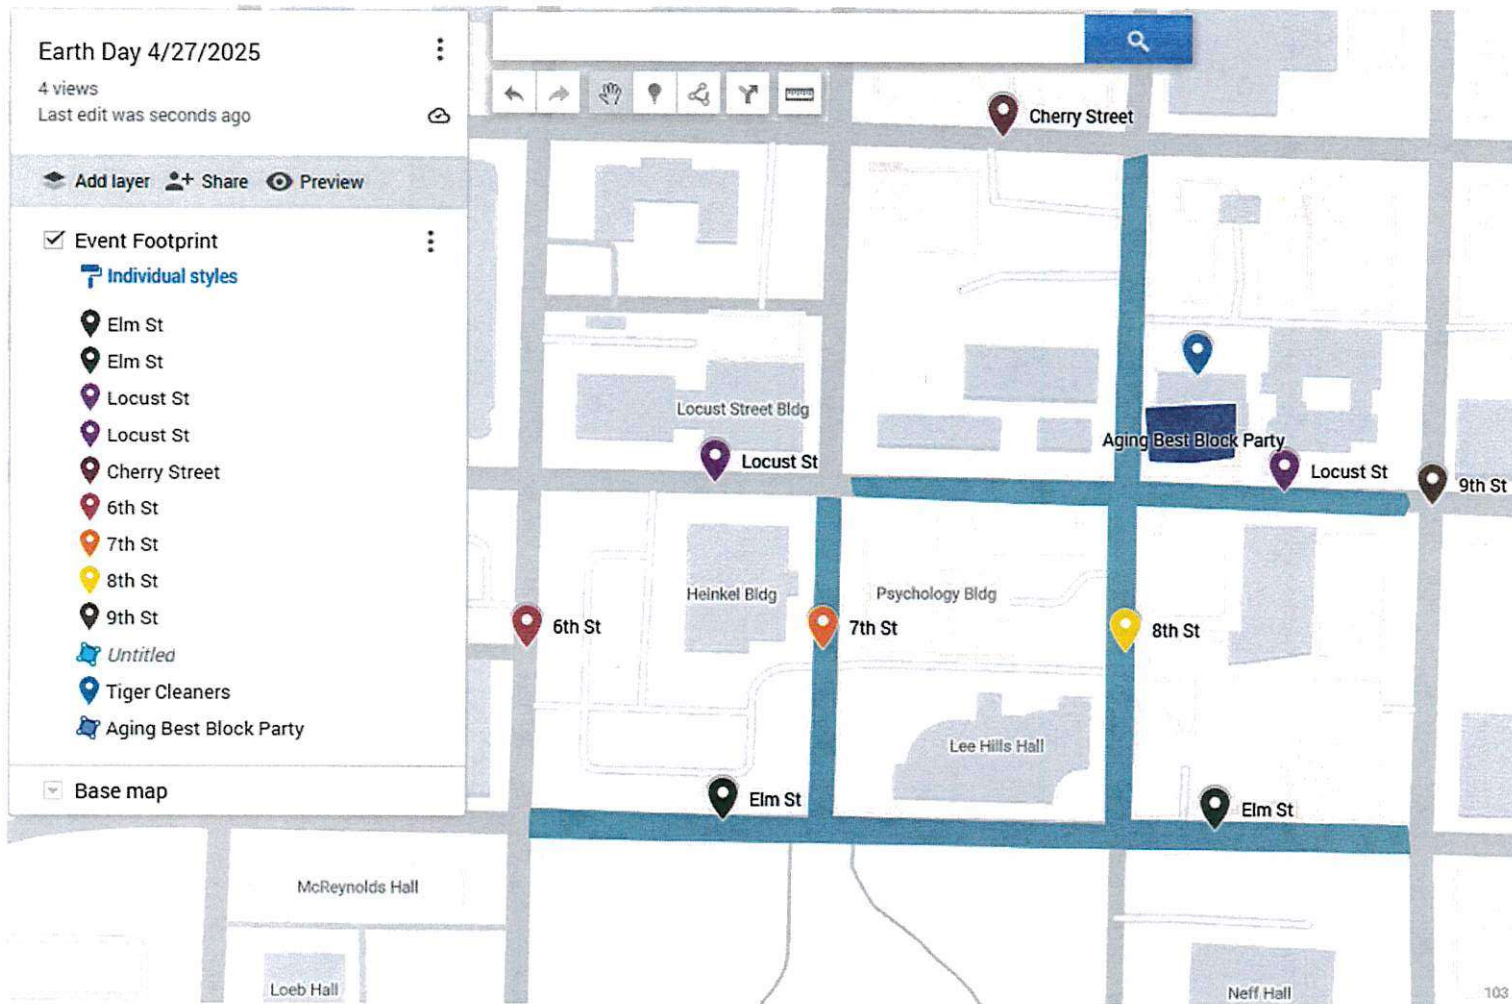 Earth Day 4/27/2025
4 views
Last edit was seconds ago
Add layer
Share
Preview
Event Footprint
Individual styles
Elm St
Elm St
Locust St
Locust St
Cherry Street
6th St
7th St
8th St
9th St
Untitled
Tiger Cleaners
Aging Best Block Party
Base map
Cherry Street
Locust Street Bldg
Locust St
Aging Best Block Party
Locust St
9th St
Heinkel Bldg
Psychology Bldg
6th St
7th St
8th St
Lee Hills Hall
Elm St
Elm St
McReynolds Hall
Loeb Hall
Neff Hall
103